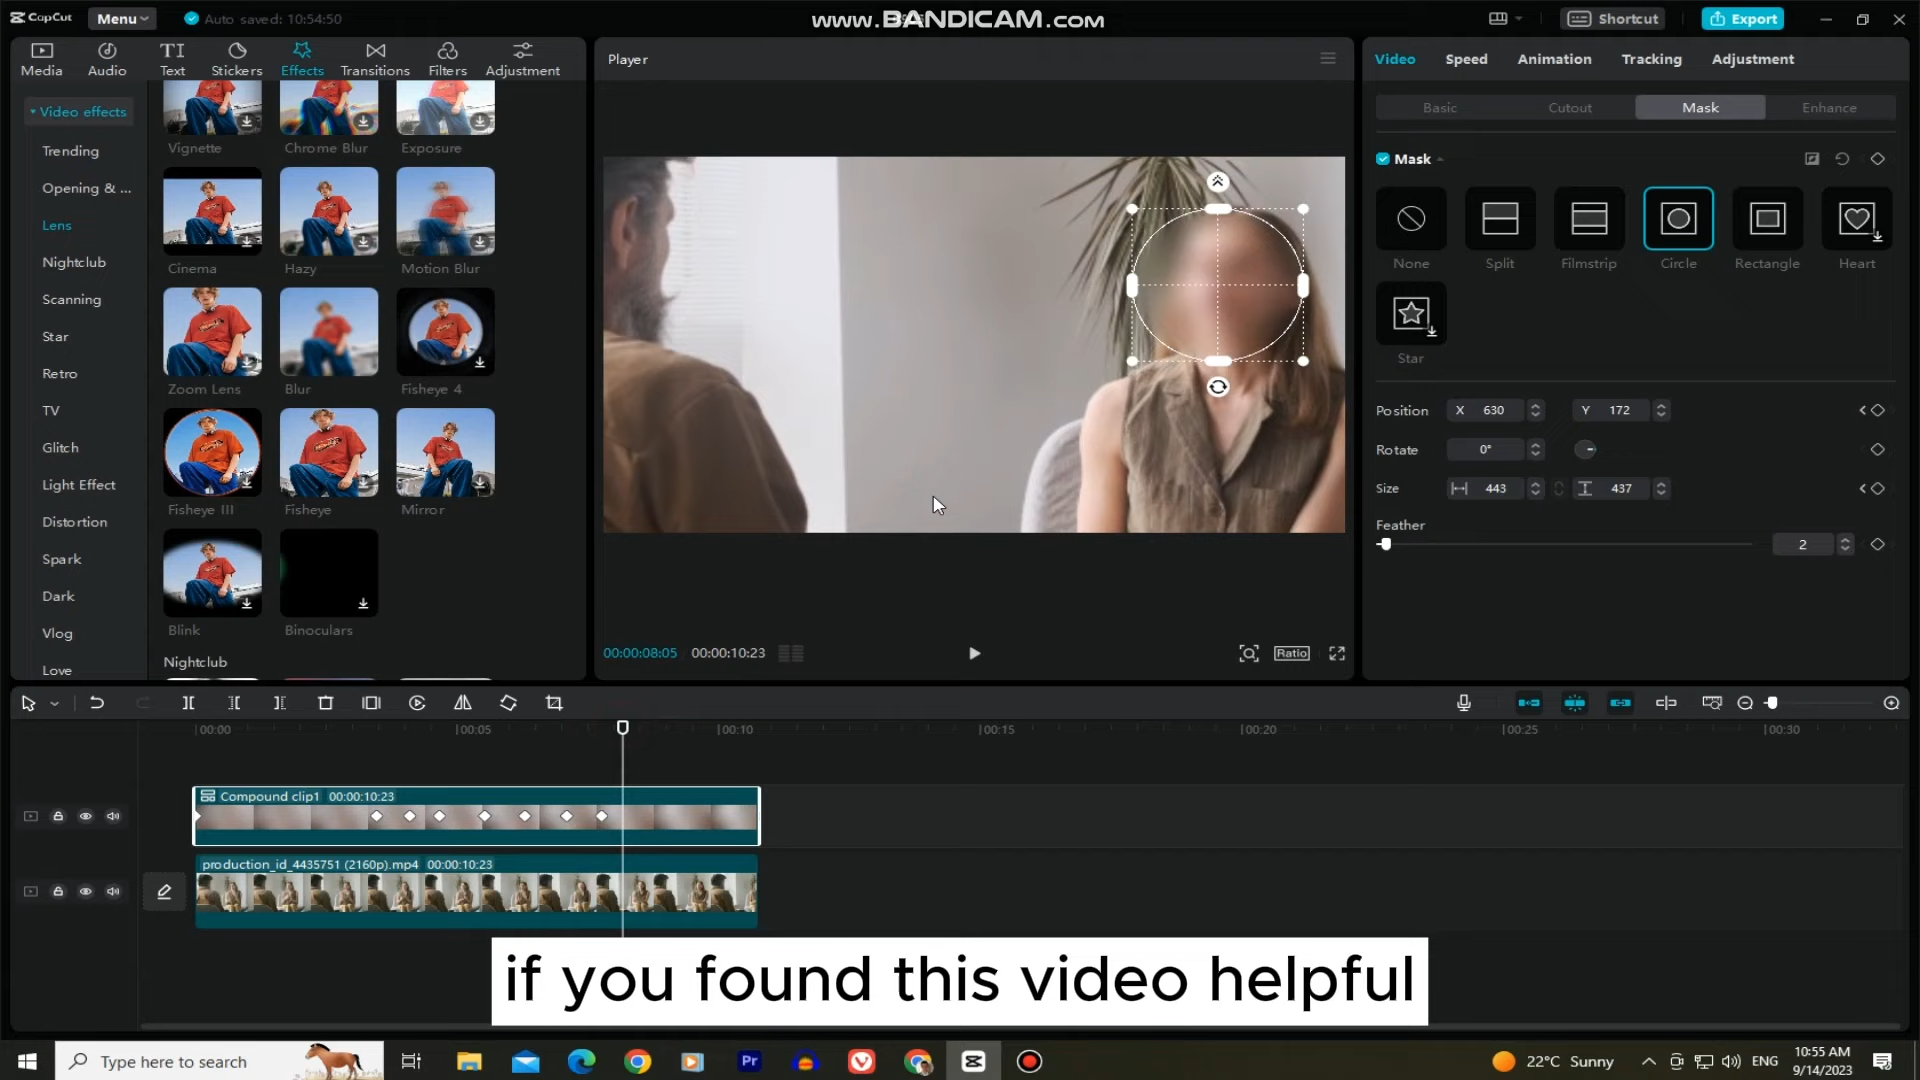 CapCut
Menu
Auto saved: 10:54:50
www.BANDICAM.com
Shortcut
Export
Media
Audio
Text
Stickers
Effects
Transitions
Filters
Adjustment
Video effects
Trending
Opening & ...
Lens
Nightclub
Scanning
Star
Retro
TV
Glitch
Light Effect
Distortion
Spark
Dark
Vlog
Love
Vignette
Chrome Blur
Exposure
Cinema
Hazy
Motion Blur
Zoom Lens
Blur
Fisheye 4
Fisheye III
Fisheye
Mirror
Blink
Binoculars
Nightclub
Player
00:00:08:05
00:00:10:23
Ratio
Video
Speed
Animation
Tracking
Adjustment
Basic
Cutout
Mask
Enhance
Mask
None
Split
Filmstrip
Circle
Rectangle
Heart
Star
Position X 630 Y 172
Rotate 0°
Size 443 437
Feather
2
00:00
00:05
00:10
00:15
00:20
00:25
00:30
Compound clip1 00:00:10:23
production_id_4435751 (2160p).mp4 00:00:10:23
if you found this video helpful
Type here to search
Pr
22°C Sunny
ENG
10:55 AM
9/14/2023